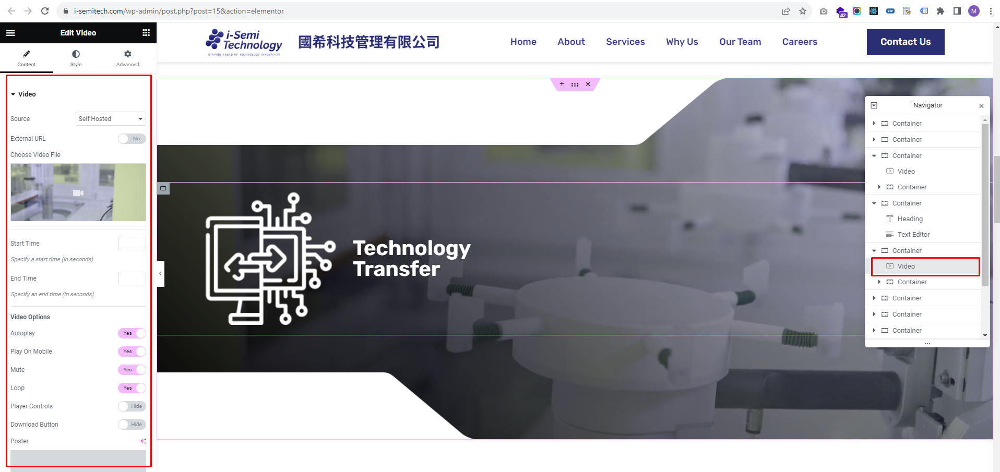 i-semitech.com/wp-admin/post.php?post=15&action=elementor
42
ZIP
M
Edit Video
Content
Style
Advanced
Video
Source
Self Hosted
External URL
No
Choose Video File
Start Time
Specify a start time (in seconds)
End Time
Specify an end time (in seconds)
Video Options
Autoplay
Yes
Play On Mobile
Yes
Mute
Yes
Loop
Yes
Player Controls
Hide
Download Button
Hide
Poster
i-Semi
Technology
STAYING AHEAD OF TECHNOLOGY INNOVATION
國希科技管理有限公司
Home
About
Services
Why Us
Our Team
Careers
Contact Us
Technology
Transfer
Navigator
Container
Container
Container
Video
Container
Container
Heading
Text Editor
Container
Video
Container
Container
Container
Container